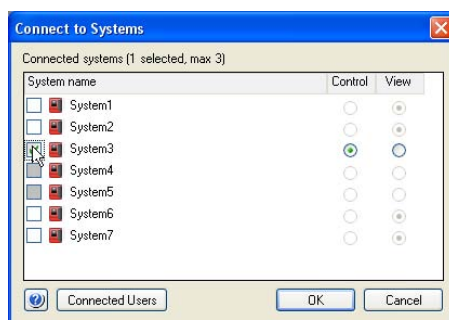 Connect to Systems
Connected systems (1 selected, max 3)
System name Control View
System1
System2
System3
System4
System5
System6
System7
Connected Users OK Cancel